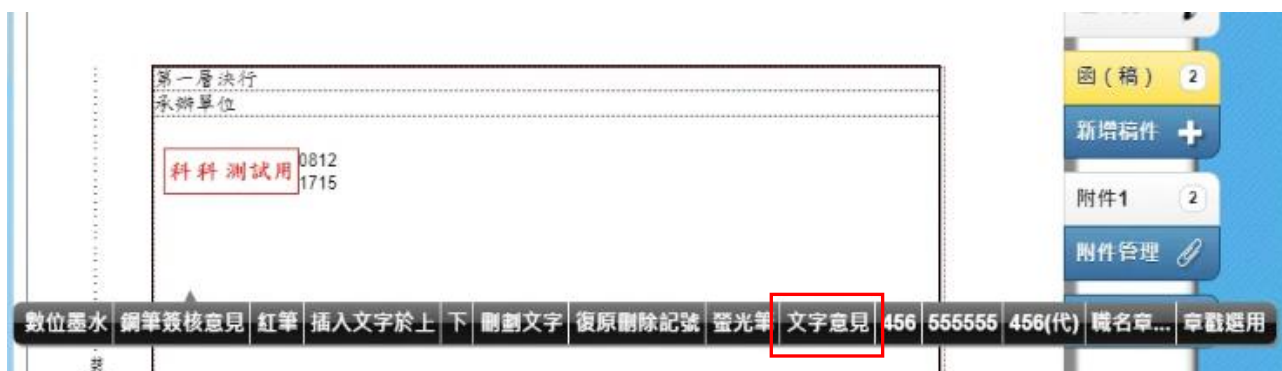 第一層決行
承辦單位
科科測試用
0812
1715
函(稿) 2
新增稿件
附件1 2
附件管理
數位墨水 鋼筆簽核意見 紅筆 插入文字於上 下 刪劃文字 復原刪除記號 螢光筆 文字意見 456 555555 456(代) 職名章... 章戳選用